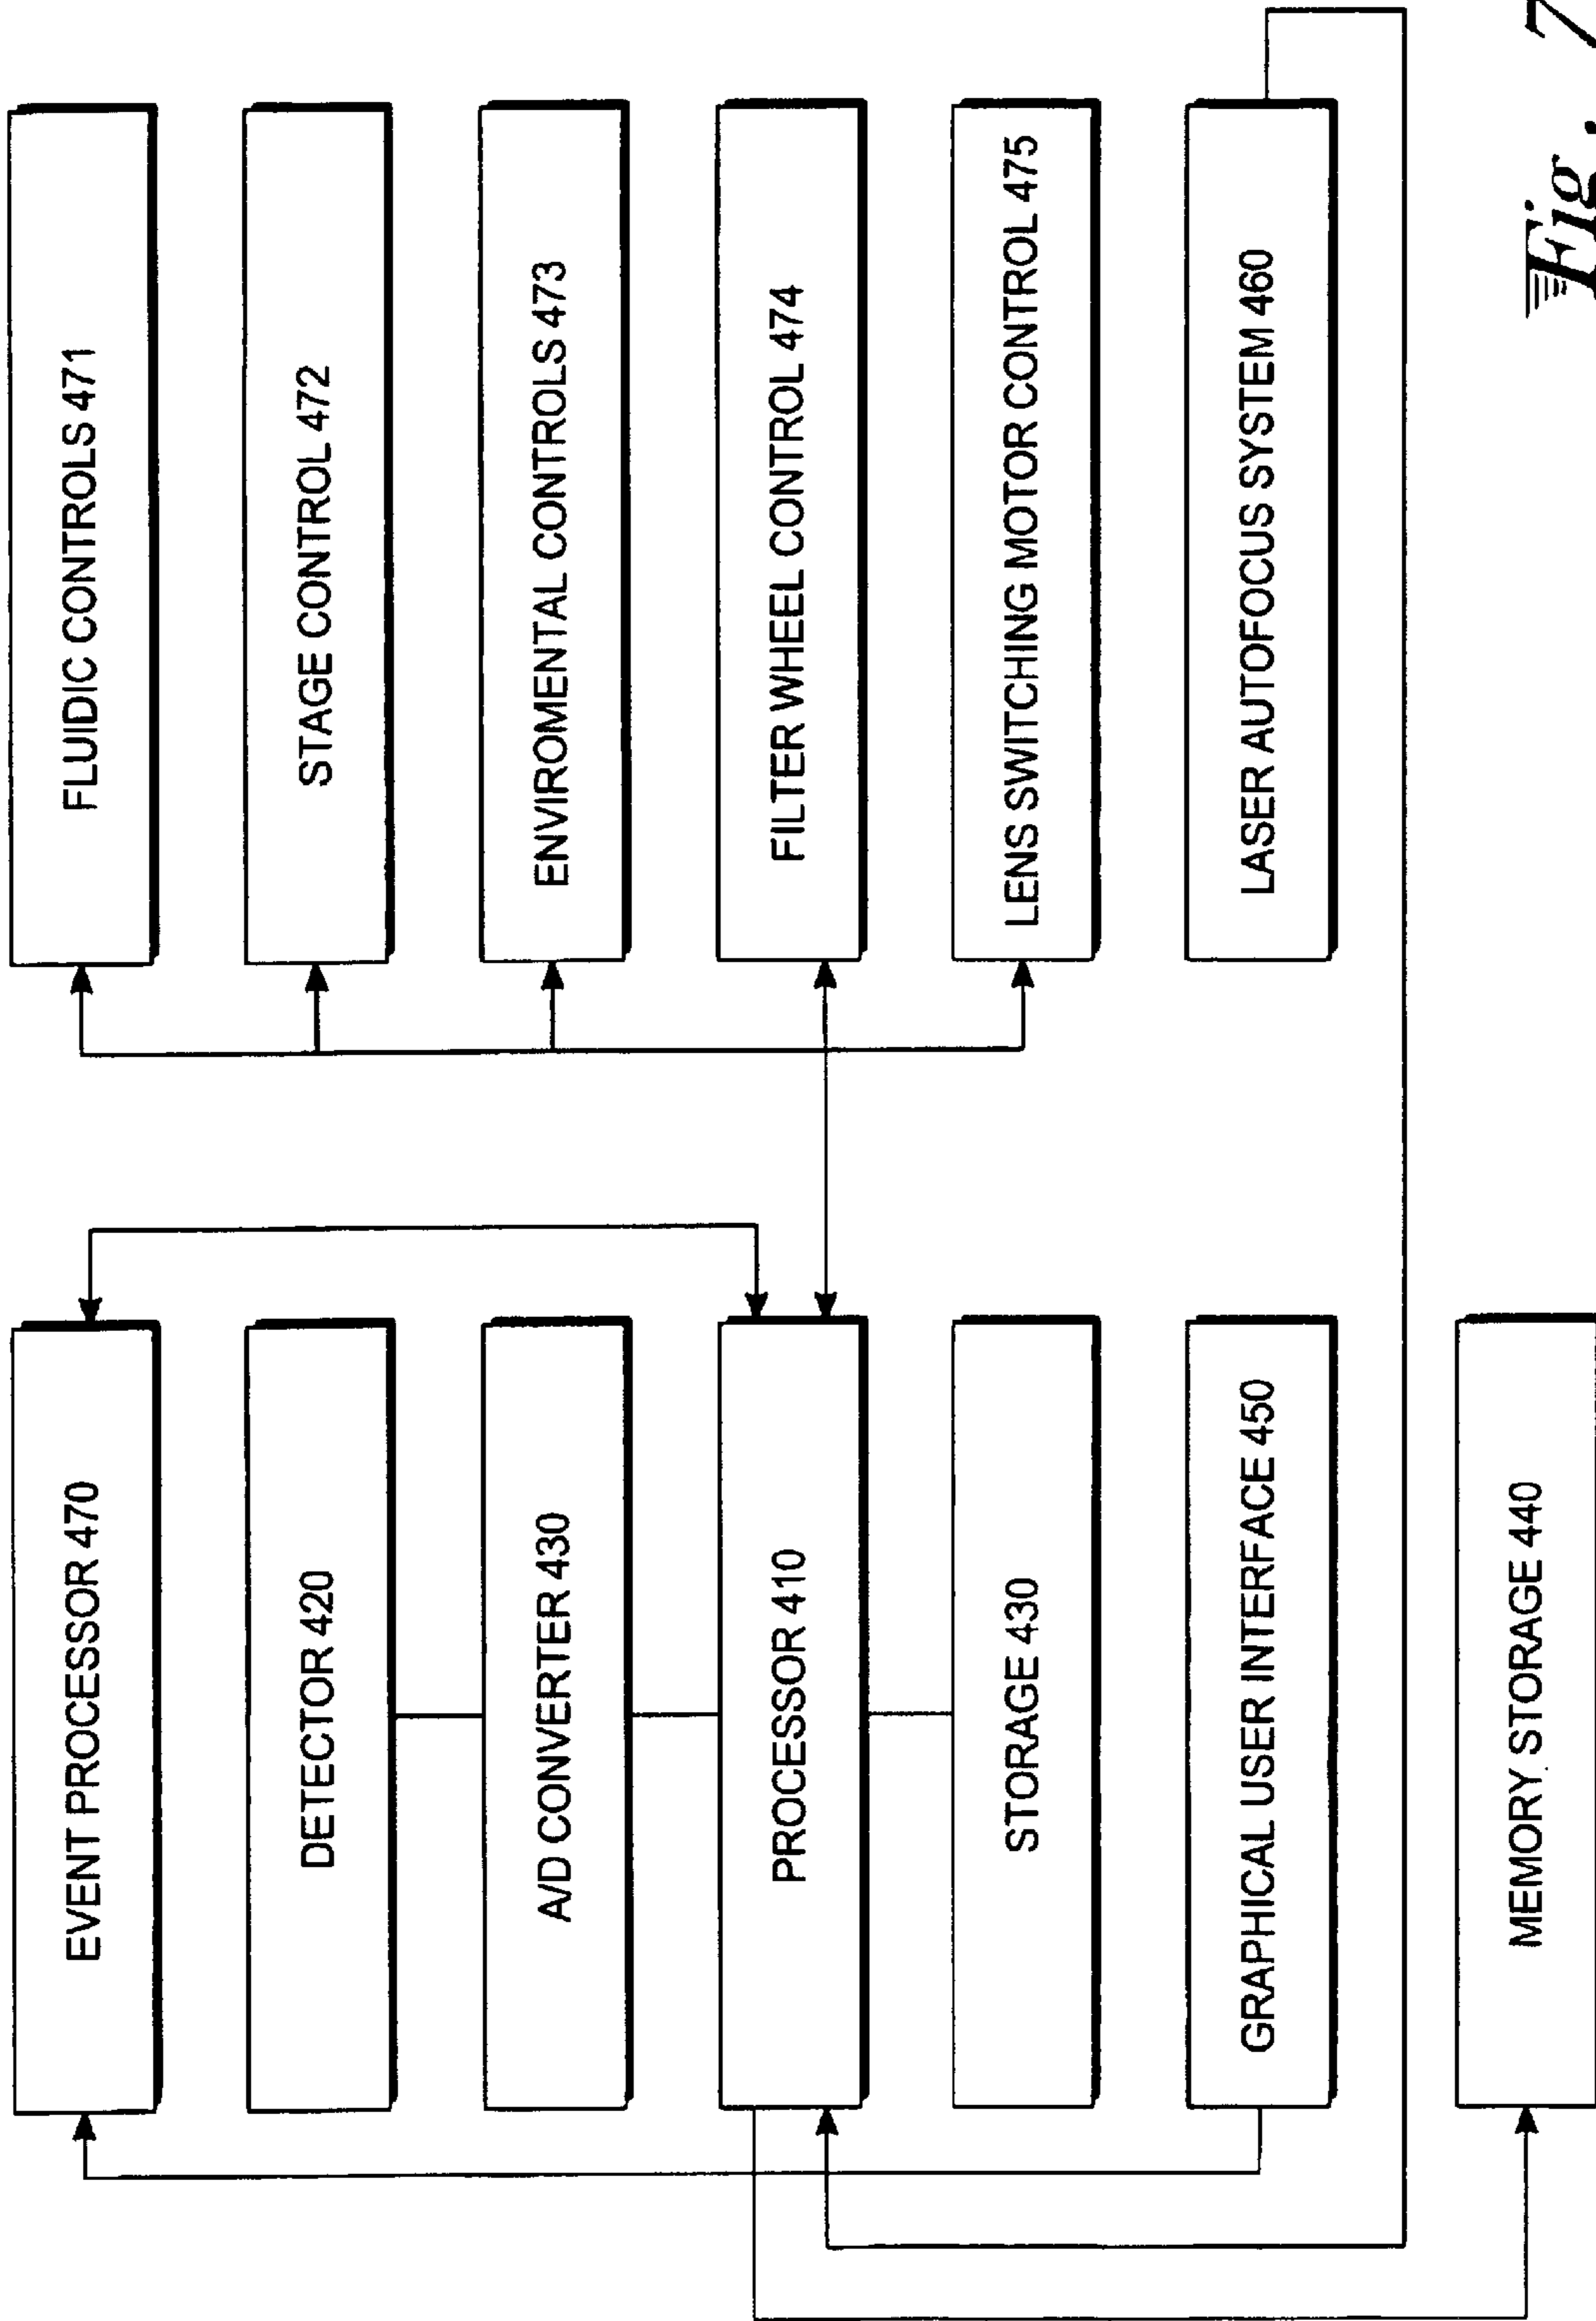 EVENT PROCESSOR 470
DETECTOR 420
A/D CONVERTER 430
PROCESSOR 410
STORAGE 430
GRAPHICAL USER INTERFACE 450
MEMORY STORAGE 440
FLUIDIC CONTROLS 471
STAGE CONTROL 472
ENVIROMENTAL CONTROLS 473
FILTER WHEEL CONTROL 474
LENS SWITCHING MOTOR CONTROL 475
LASER AUTOFOCUS SYSTEM 460
Fig. 7